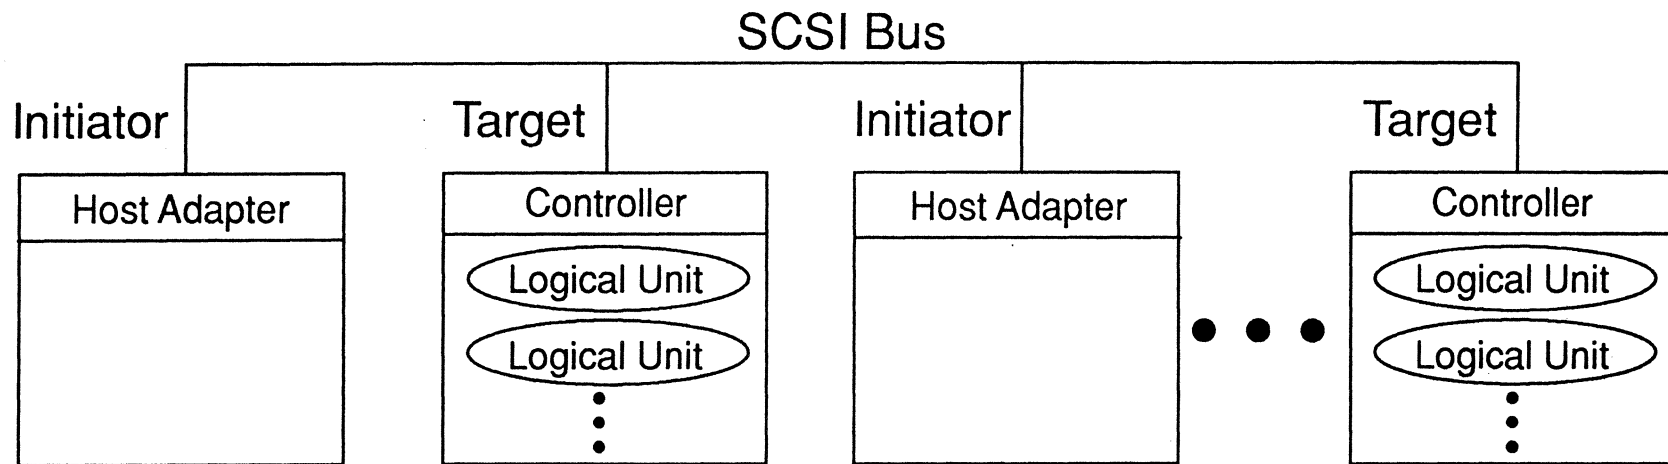 SCSI Bus
Initiator
Target
Initiator
Target
Host Adapter
Controller
Host Adapter
Controller
Logical Unit
Logical Unit
Logical Unit
Logical Unit